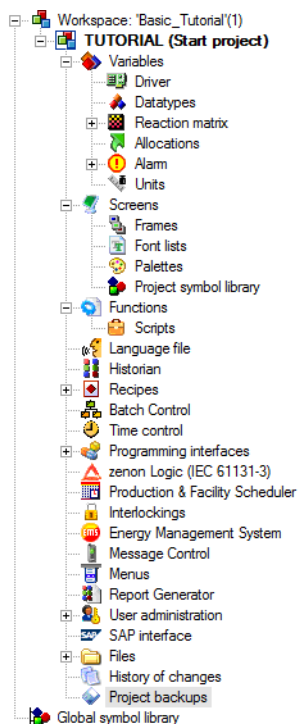 Workspace: 'Basic_Tutorial'(1)
TUTORIAL (Start project)
Variables
Driver
Datatypes
Reaction matrix
Allocations
Alarm
Units
Screens
Frames
Font lists
Palettes
Project symbol library
Functions
Scripts
Language file
Historian
Recipes
Batch Control
Time control
Programming interfaces
zenon Logic (IEC 61131-3)
Production & Facility Scheduler
Interlockings
EMS Energy Management System
Message Control
Menus
Report Generator
User administration
SAP SAP interface
Files
History of changes
Project backups
Global symbol library